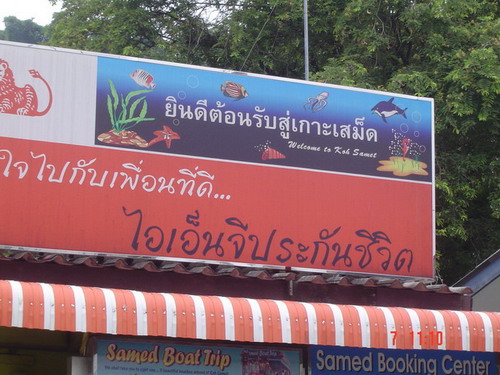 ยินดีต้อนรับสู่เกาะเสม็ด
Welcome to Koh Samet
ใจไปกับเพื่อนที่ดี...
ไอเอ็นจีประกันชีวิต
7 11:10
Samed Boat Trip
Samed Booking Center